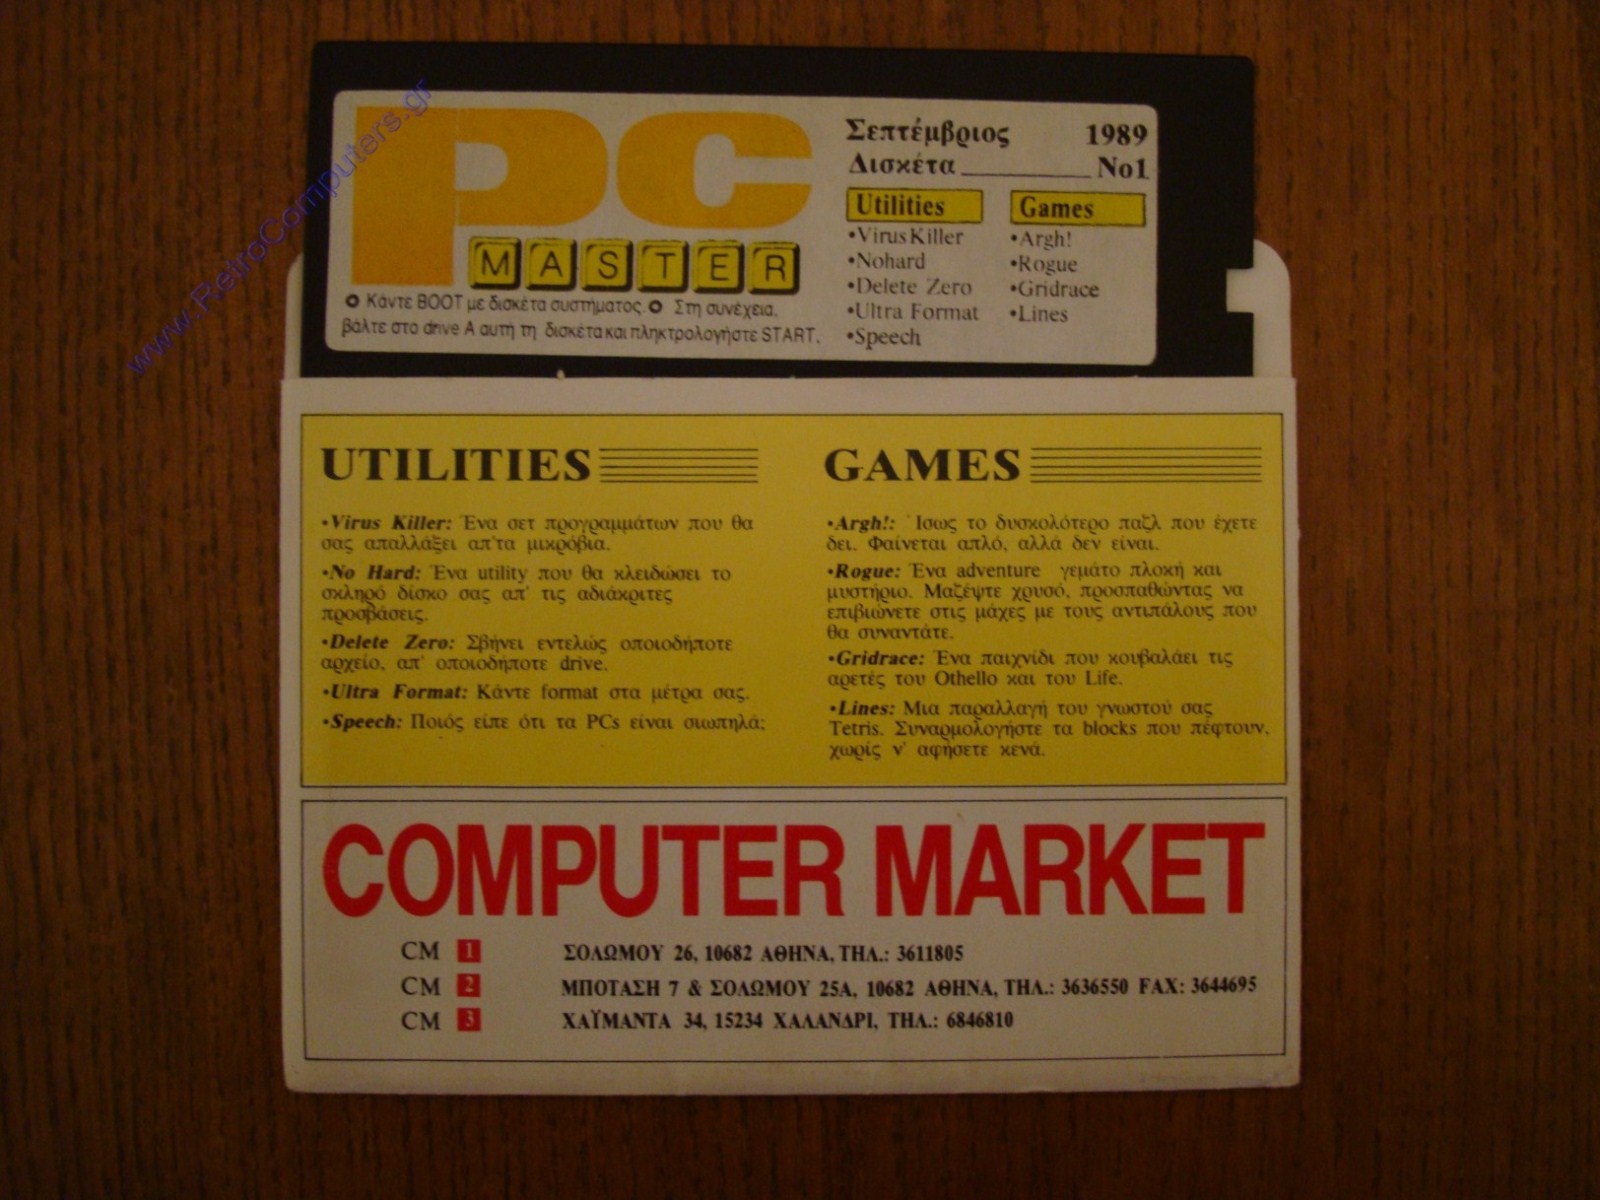 www.RetroComputers.gr
pc
MASTER
Κάντε BOOT με δισκέτα συστήματος. Στη συνέχεια,
βάλτε στο drive A αυτή τη δισκέτα και πληκτρολογήστε START.
Σεπτέμβριος 1989
Δισκέτα No1
Utilities
•Virus Killer
•Nohard
•Delete Zero
•Ultra Format
•Speech
Games
•Argh!
•Rogue
•Gridrace
•Lines
UTILITIES
•Virus Killer: Ένα σετ προγραμμάτων που θα
σας απαλλάξει απ'τα μικρόβια.
•No Hard: Ένα utility που θα κλειδώσει το
σκληρό δίσκο σας απ' τις αδιάκριτες
προσβάσεις.
•Delete Zero: Σβήνει εντελώς οποιοδήποτε
αρχείο, απ' οποιοδήποτε drive.
•Ultra Format: Κάντε format στα μέτρα σας.
•Speech: Ποιός είπε ότι τα PCs είναι σιωπηλά;
GAMES
•Argh!: Ίσως το δυσκολότερο παζλ που έχετε
δει. Φαίνεται απλό, αλλά δεν είναι.
•Rogue: Ένα adventure γεμάτο πλοκή και
μυστήριο. Μαζέψτε χρυσό, προσπαθώντας να
επιβιώνετε στις μάχες με τους αντιπάλους που
θα συναντάτε.
•Gridrace: Ένα παιχνίδι που κουβαλάει τις
αρετές του Othello και του Life.
•Lines: Μια παραλλαγή του γνωστού σας
Tetris. Συναρμολογήστε τα blocks που πέφτουν,
χωρίς ν' αφήσετε κενά.
COMPUTER MARKET
CM 1 ΣΟΛΩΜΟΥ 26, 10682 ΑΘΗΝΑ, ΤΗΛ.: 3611805
CM 2 ΜΠΟΤΑΣΗ 7 & ΣΟΛΩΜΟΥ 25Α, 10682 ΑΘΗΝΑ, ΤΗΛ.: 3636550 FAX: 3644695
CM 3 ΧΑΪΜΑΝΤΑ 34, 15234 ΧΑΛΑΝΔΡΙ, ΤΗΛ.: 6846810